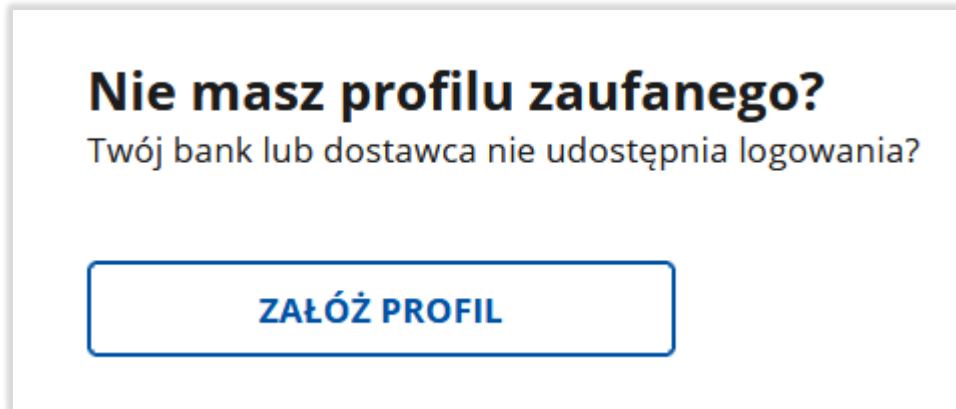 Nie masz profilu zaufanego?
Twój bank lub dostawca nie udostępnia logowania?
ZAŁÓŻ PROFIL